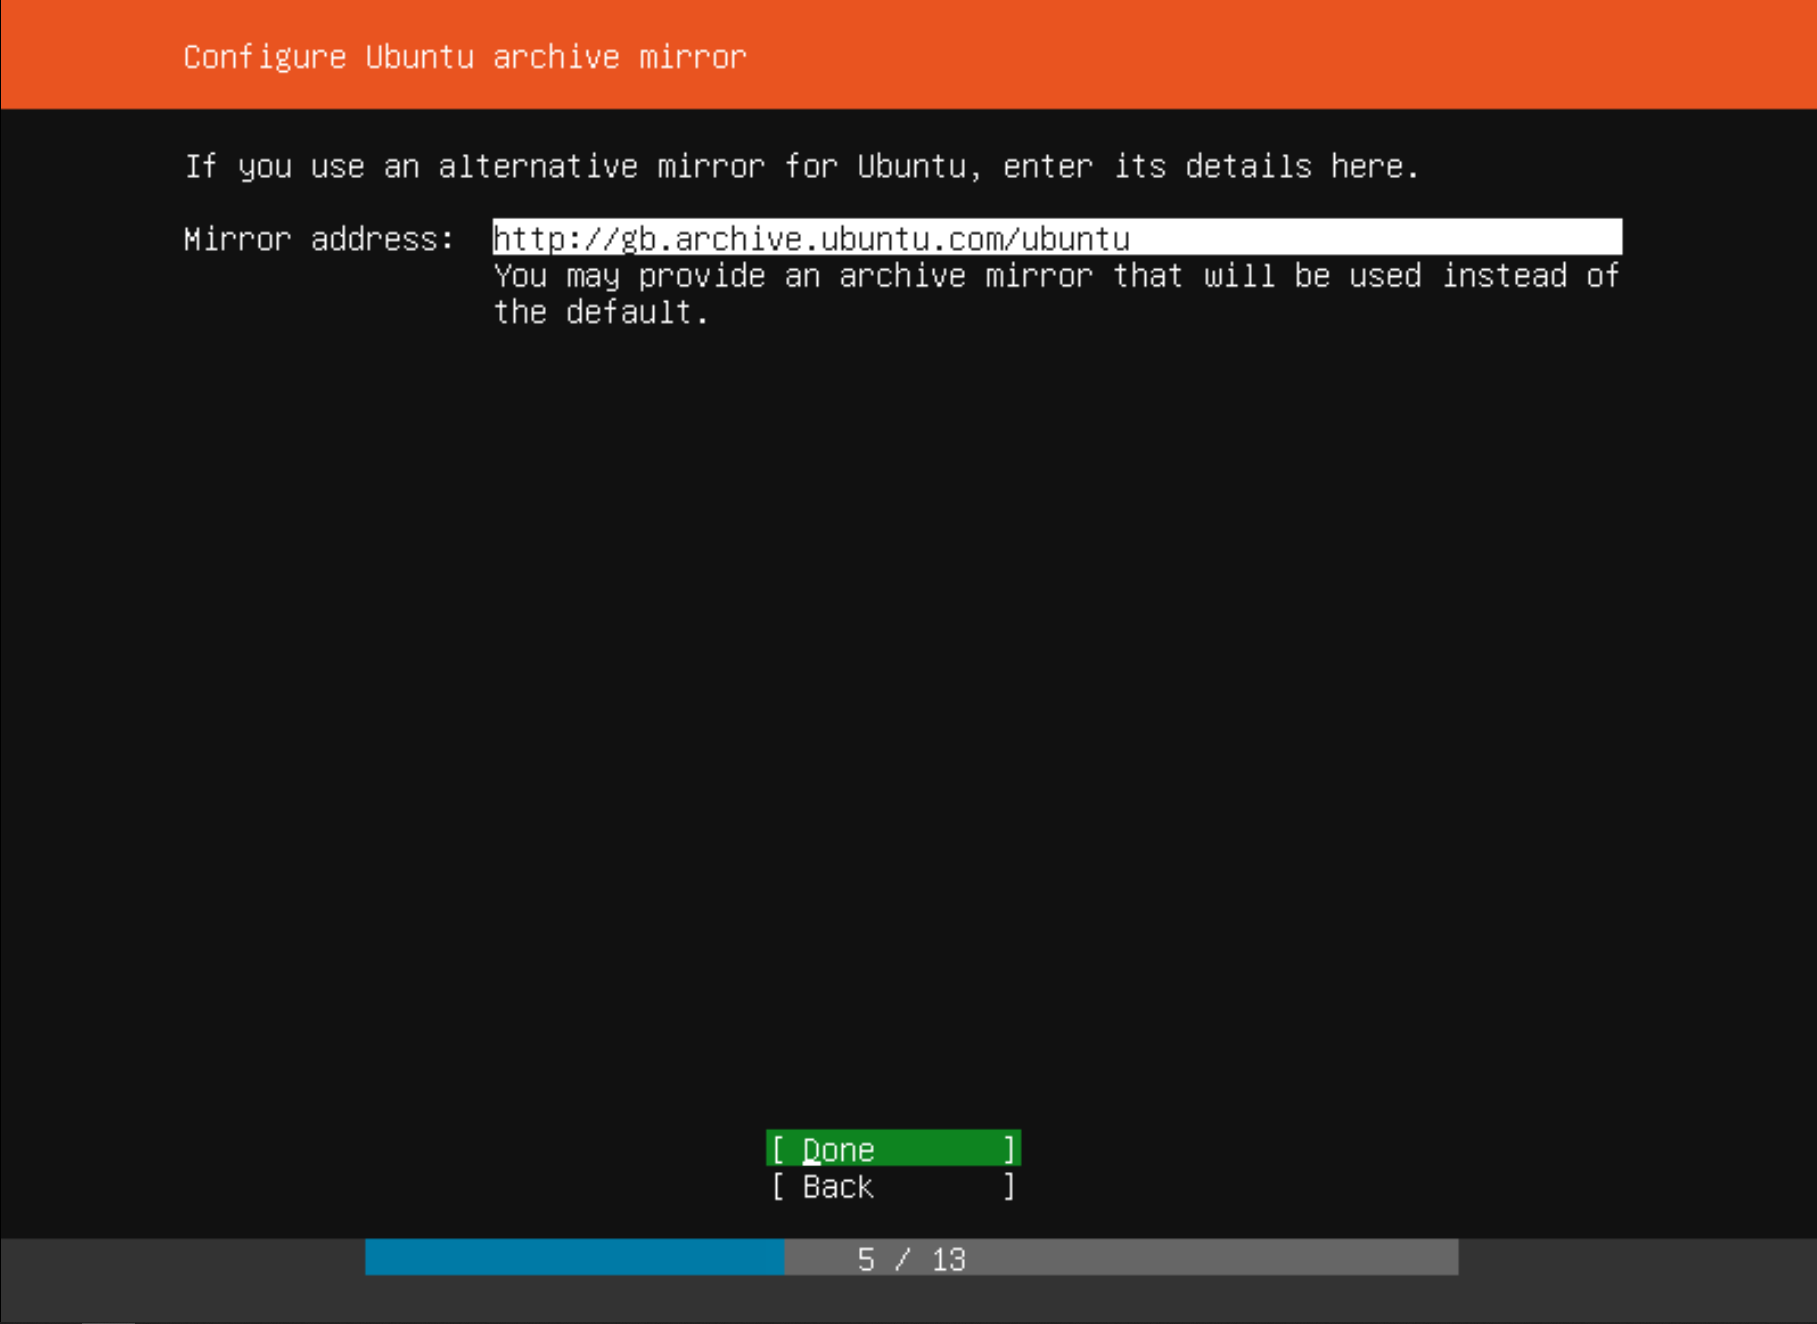 Configure Ubuntu archive mirror
If you use an alternative mirror for Ubuntu, enter its details here.
Mirror address: http://gb.archive.ubuntu.com/ubuntu
You may provide an archive mirror that will be used instead of
the default.
[ Done ]
[ Back ]
5 / 13